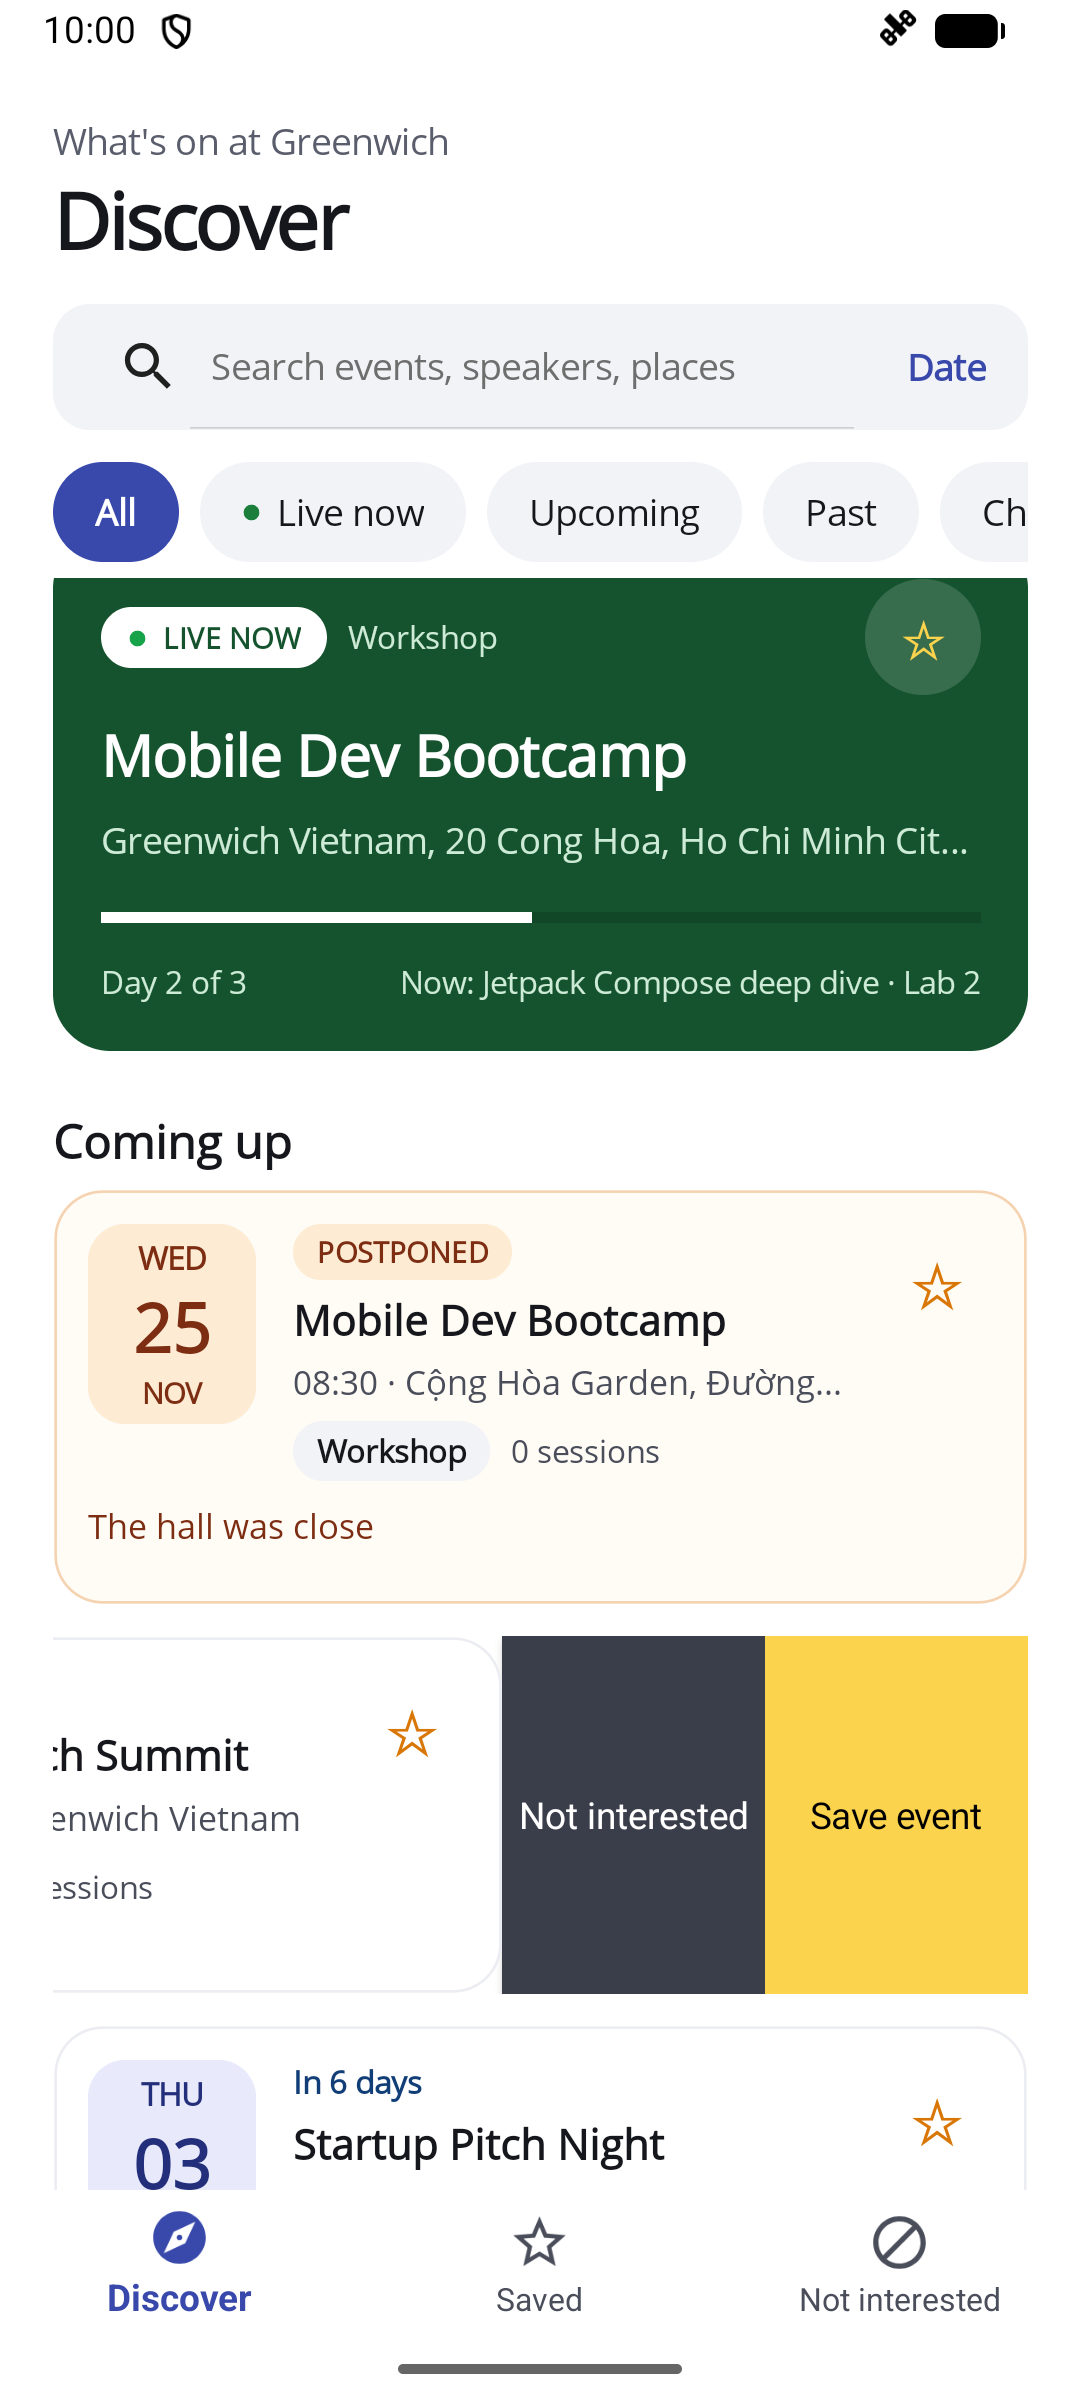 10:00
What's on at Greenwich
Discover
Search events, speakers, places
Date
All
Live now
Upcoming
Past
Ch
LIVE NOW
Workshop
Mobile Dev Bootcamp
Greenwich Vietnam, 20 Cong Hoa, Ho Chi Minh Cit...
Day 2 of 3
Now: Jetpack Compose deep dive · Lab 2
Coming up
WED
25
NOV
POSTPONED
Mobile Dev Bootcamp
08:30 · Cộng Hòa Garden, Đường...
Workshop
0 sessions
The hall was close
ch Summit
enwich Vietnam
essions
Not interested
Save event
THU
03
In 6 days
Startup Pitch Night
Discover
Saved
Not interested